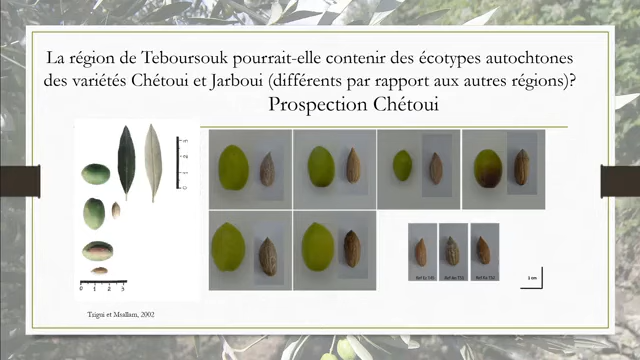 La région de Teboursouk pourrait-elle contenir des écotypes autochtones
des variétés Chétoui et Jarboui (différents par rapport aux autres régions)?
Prospection Chétoui
Trigui et Msallam, 2002